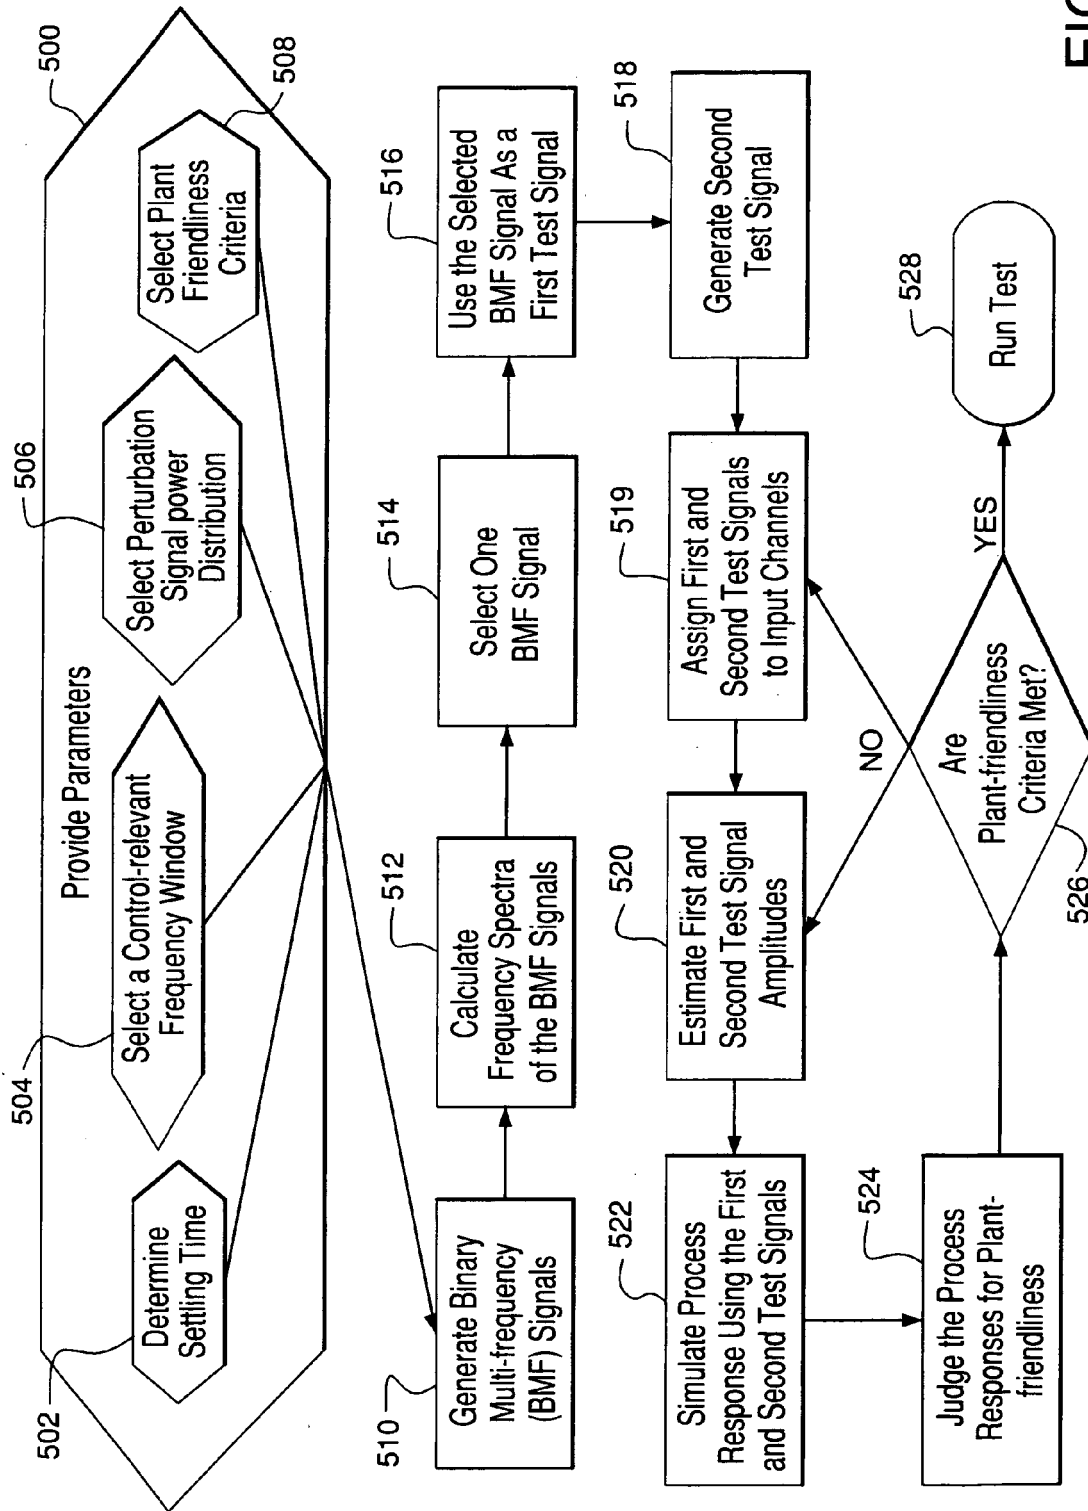 500
Provide Parameters
502
Determine
Settling Time
504
Select a Control-relevant
Frequency Window
506
Select Perturbation
Signal power
Distribution
508
Select Plant
Friendliness
Criteria
510
Generate Binary
Multi-frequency
(BMF) Signals
512
Calculate
Frequency Spectra
of the BMF Signals
514
Select One
BMF Signal
516
Use the Selected
BMF Signal As a
First Test Signal
518
Generate Second
Test Signal
519
Assign First and
Second Test Signals
to Input Channels
520
Estimate First and
Second Test Signal
Amplitudes
522
Simulate Process
Response Using the First
and Second Test Signals
524
Judge the Process
Responses for Plant-
friendliness
526
Are
Plant-friendliness
Criteria Met?
NO
YES
528
Run Test